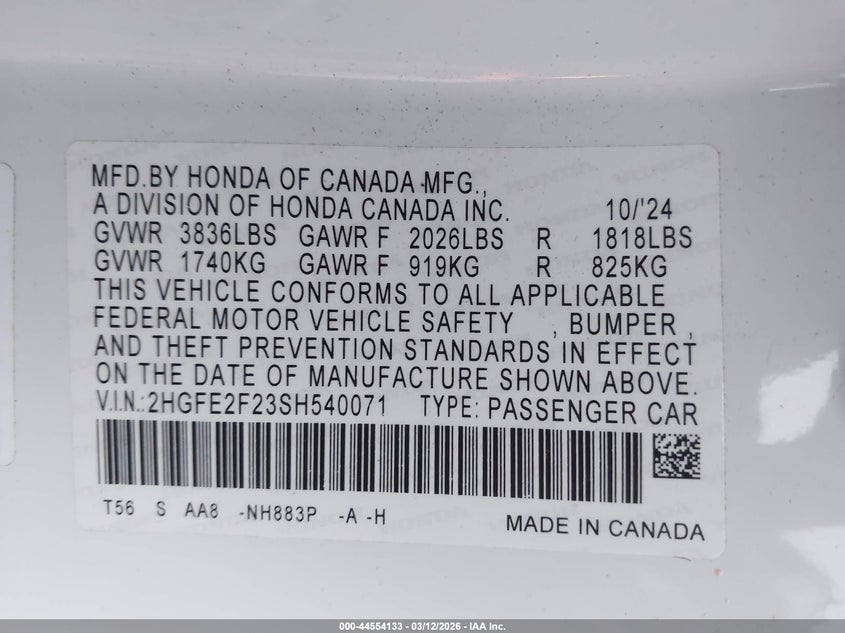 MFD.BY HONDA OF CANADA MFG.,
A DIVISION OF HONDA CANADA INC. 10/'24
GVWR 3836LBS GAWR F 2026LBS R 1818LBS
GVWR 1740KG GAWR F 919KG R 825KG
THIS VEHICLE CONFORMS TO ALL APPLICABLE
FEDERAL MOTOR VEHICLE SAFETY , BUMPER ,
AND THEFT PREVENTION STANDARDS IN EFFECT
ON THE DATE OF MANUFACTURE SHOWN ABOVE.
V.I.N.:2HGFE2F23SH540071 TYPE: PASSENGER CAR
T56 S AA8 -NH883P -A -H
MADE IN CANADA
000-44554133 - 03/12/2026 - IAA Inc.